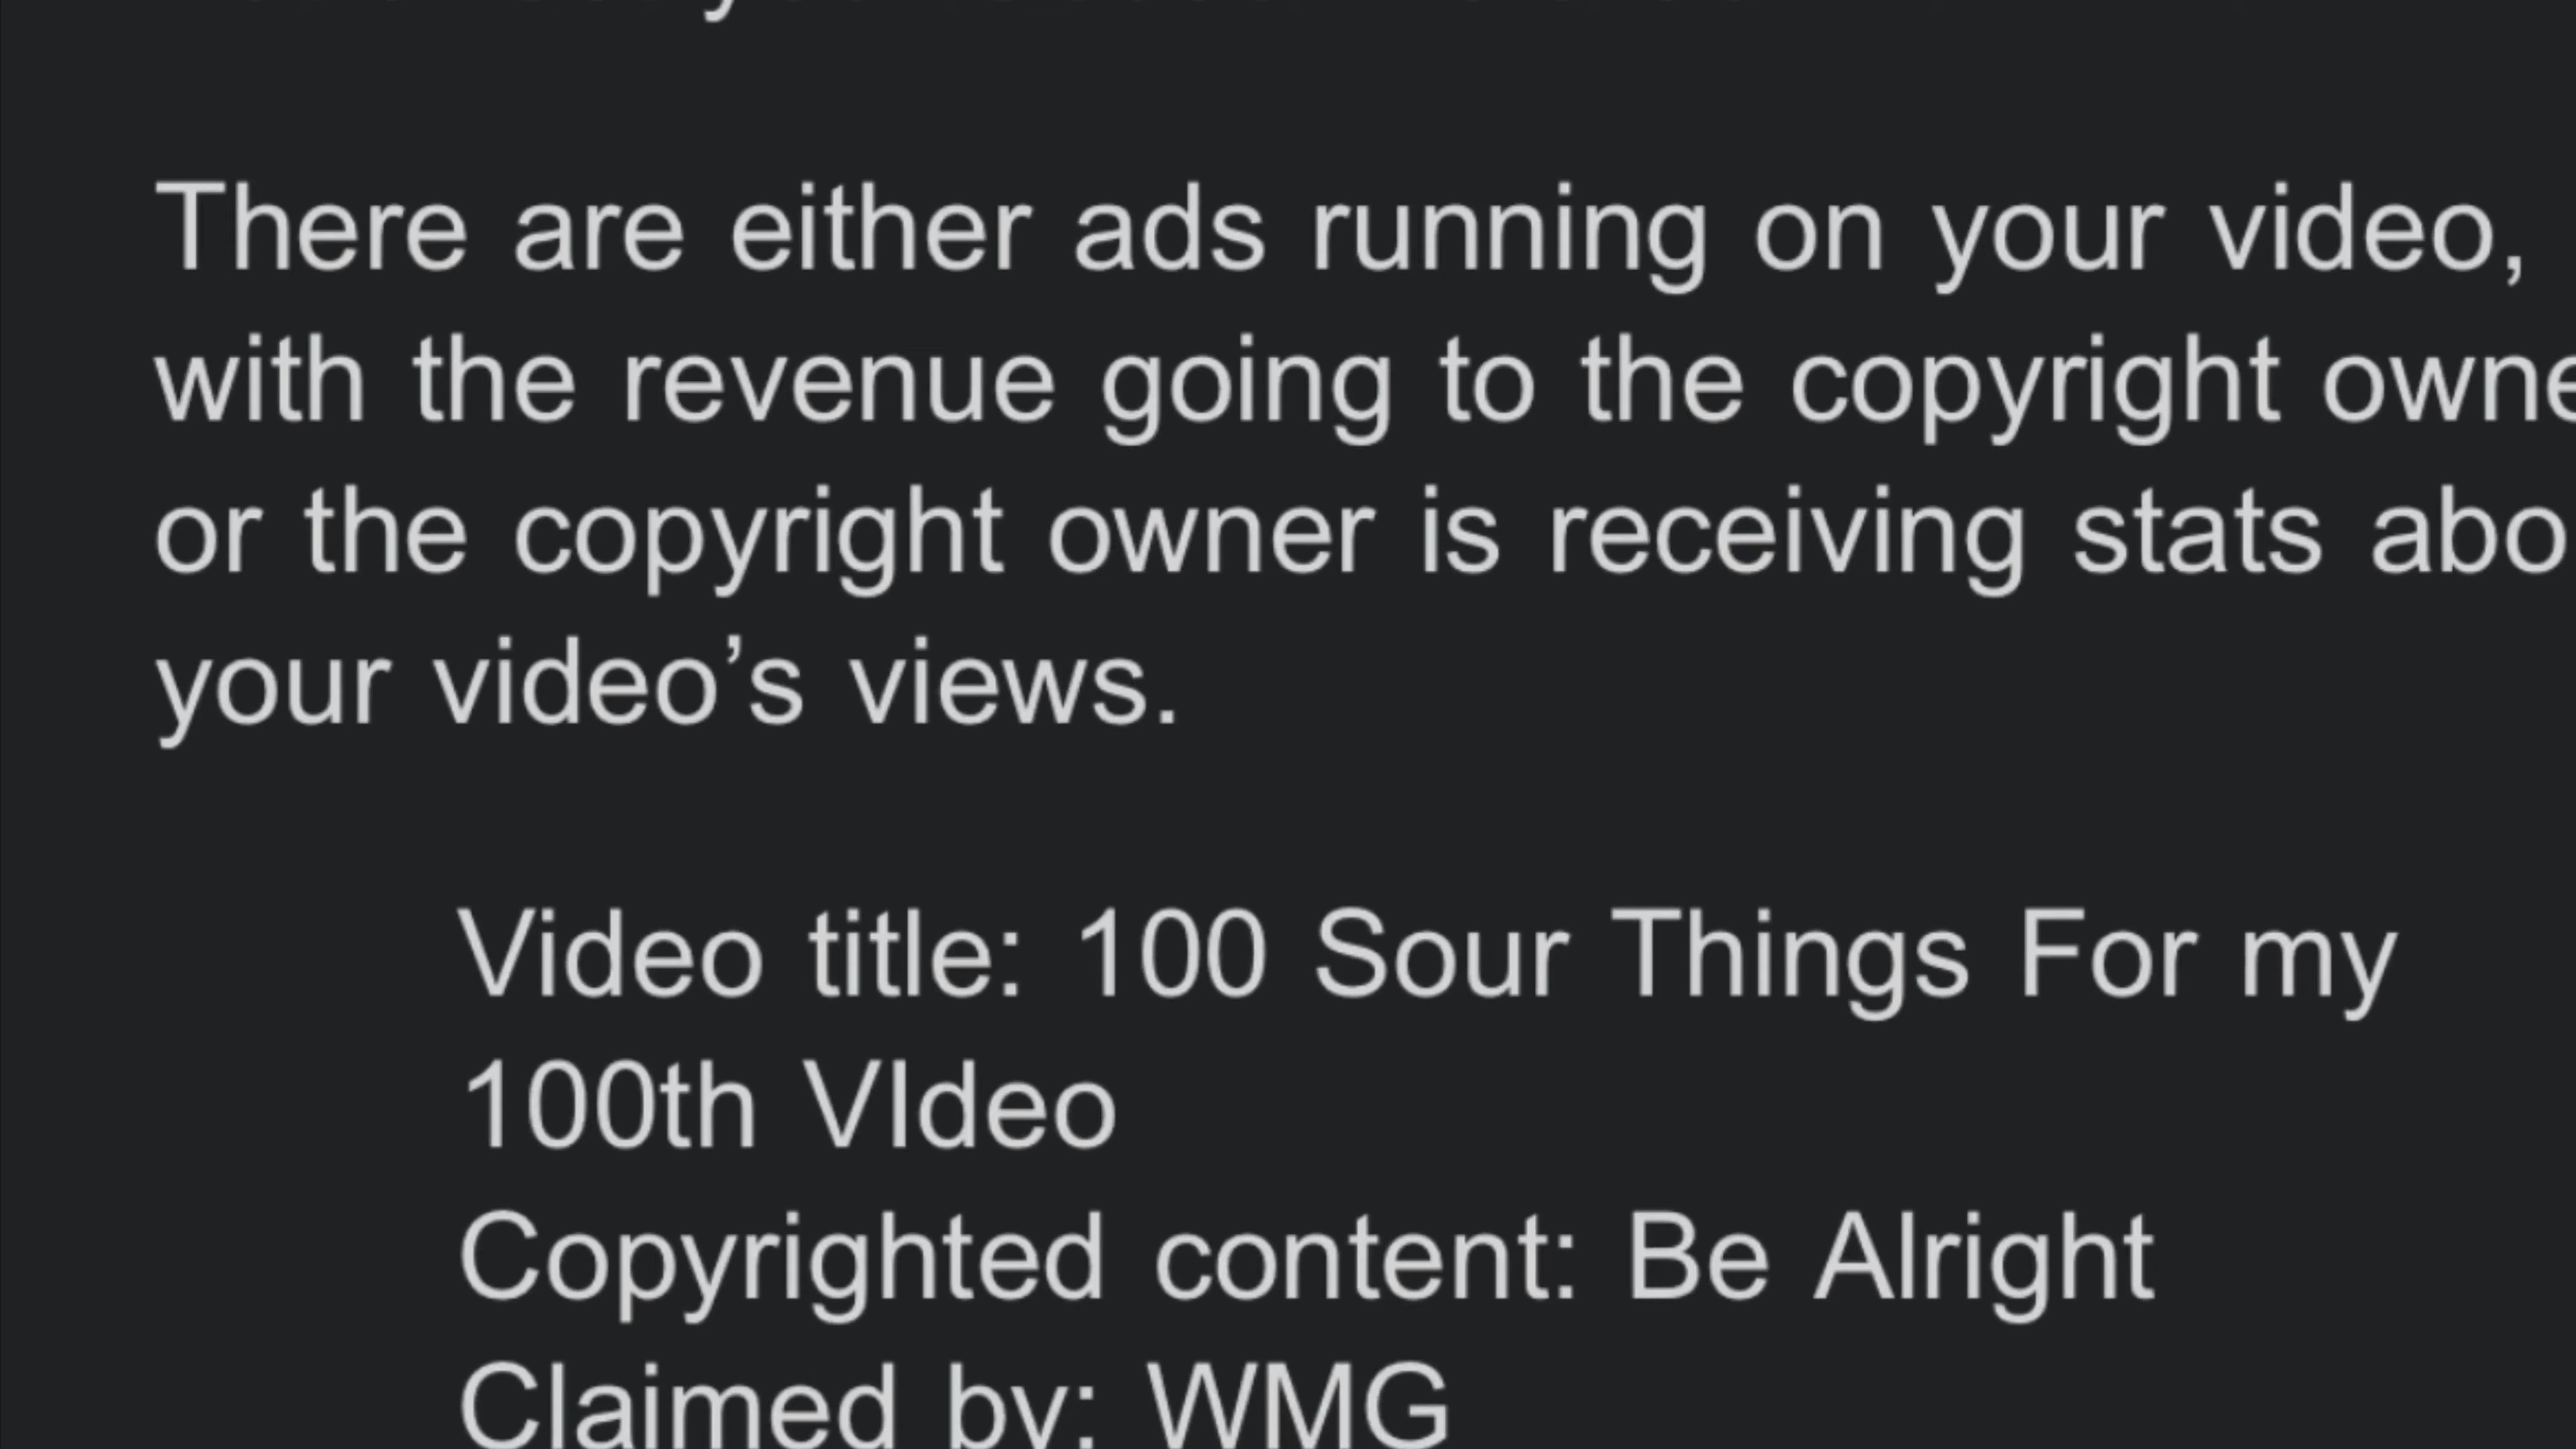 There are either ads running on your video,
with the revenue going to the copyright
or the copyright owner is receiving stats
your video’s views.
Video title: 100 Sour Things For my
100th VIdeo
Copyrighted content: Be Alright
Claimed by: WMG